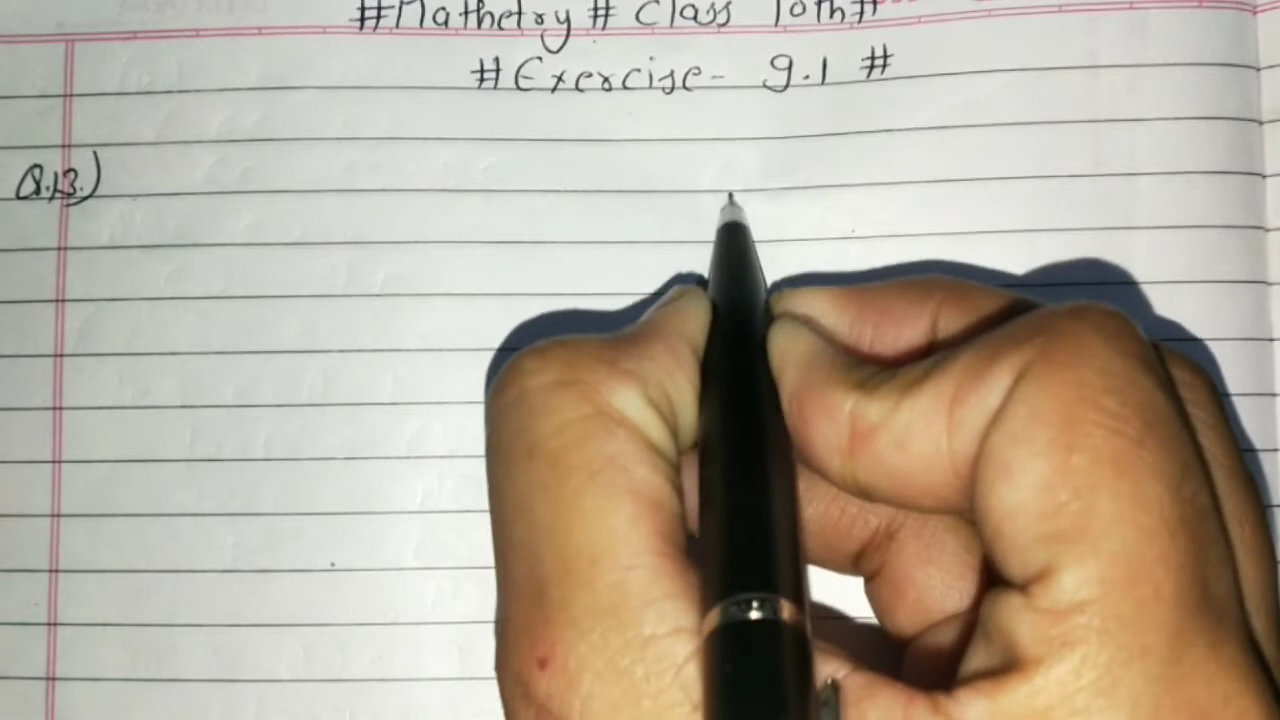 #Mathetry # Class 10th#
#Exercise- 9.1 #
Q.13.)